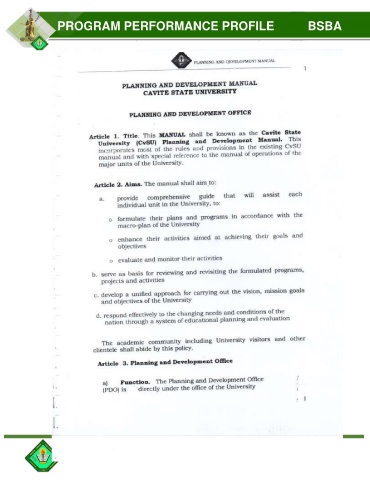 PROGRAM PERFORMANCE PROFILE BSBA
PLANNING AND DEVELOPMENT MANUAL
1
PLANNING AND DEVELOPMENT MANUAL
CAVITE STATE UNIVERSITY
PLANNING AND DEVELOPMENT OFFICE
Article 1. Title. This MANUAL shall be known as the Cavite State
University (CvSU) Planning and Development Manual. This
incorporates most of the rules and provisions in the existing CvSU
manual and with special reference to the manual of operations of the
major units of the University.
Article 2. Aims. The manual shall aim to:
a. provide comprehensive guide that will assist each
individual unit in the University, to:
o formulate their plans and programs in accordance with the
macro-plan of the University
o enhance their activities aimed at achieving their goals and
objectives
o evaluate and monitor their activities
b. serve as basis for reviewing and revisiting the formulated programs,
projects and activities
c. develop a unified approach for carrying out the vision, mission goals
and objectives of the University
d. respond effectively to the changing needs and conditions of the
nation through a system of educational planning and evaluation
The academic community including University visitors and other
clientele shall abide by this policy.
Article 3. Planning and Development Office
a) Function. The Planning and Development Office
(PDO) is directly under the office of the University